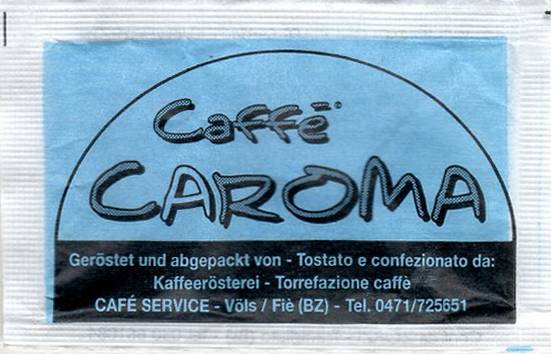 Caffē
CAROMA
Geröstet und abgepackt von - Tostato e confezionato da:
Kaffeerösterei - Torrefazione caffè
CAFÉ SERVICE - Völs / Fiè (BZ) - Tel. 0471/725651